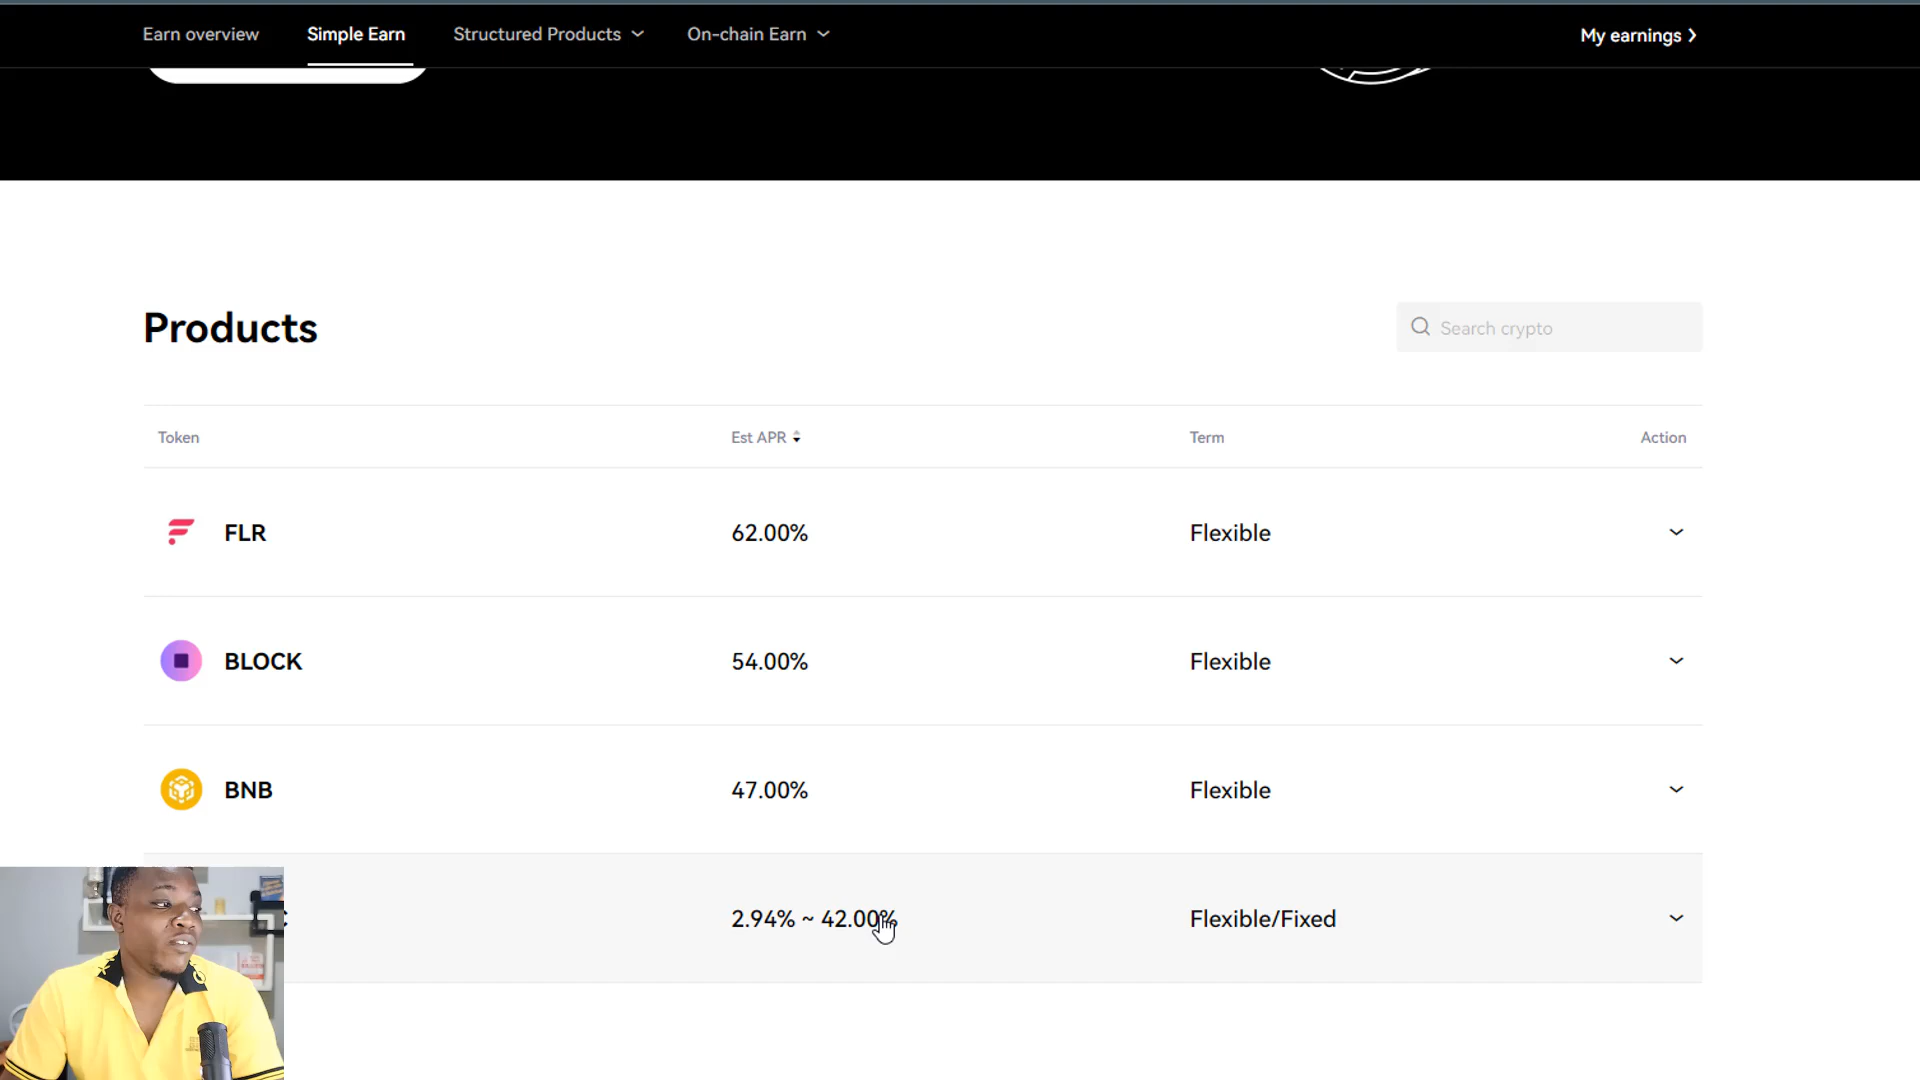 Earn overview
Simple Earn
Structured Products
On-chain Earn
My earnings
Products
Search crypto
Token
Est APR
Term
Action
FLR
62.00%
Flexible
BLOCK
54.00%
Flexible
BNB
47.00%
Flexible
2.94% ~ 42.00%
Flexible/Fixed